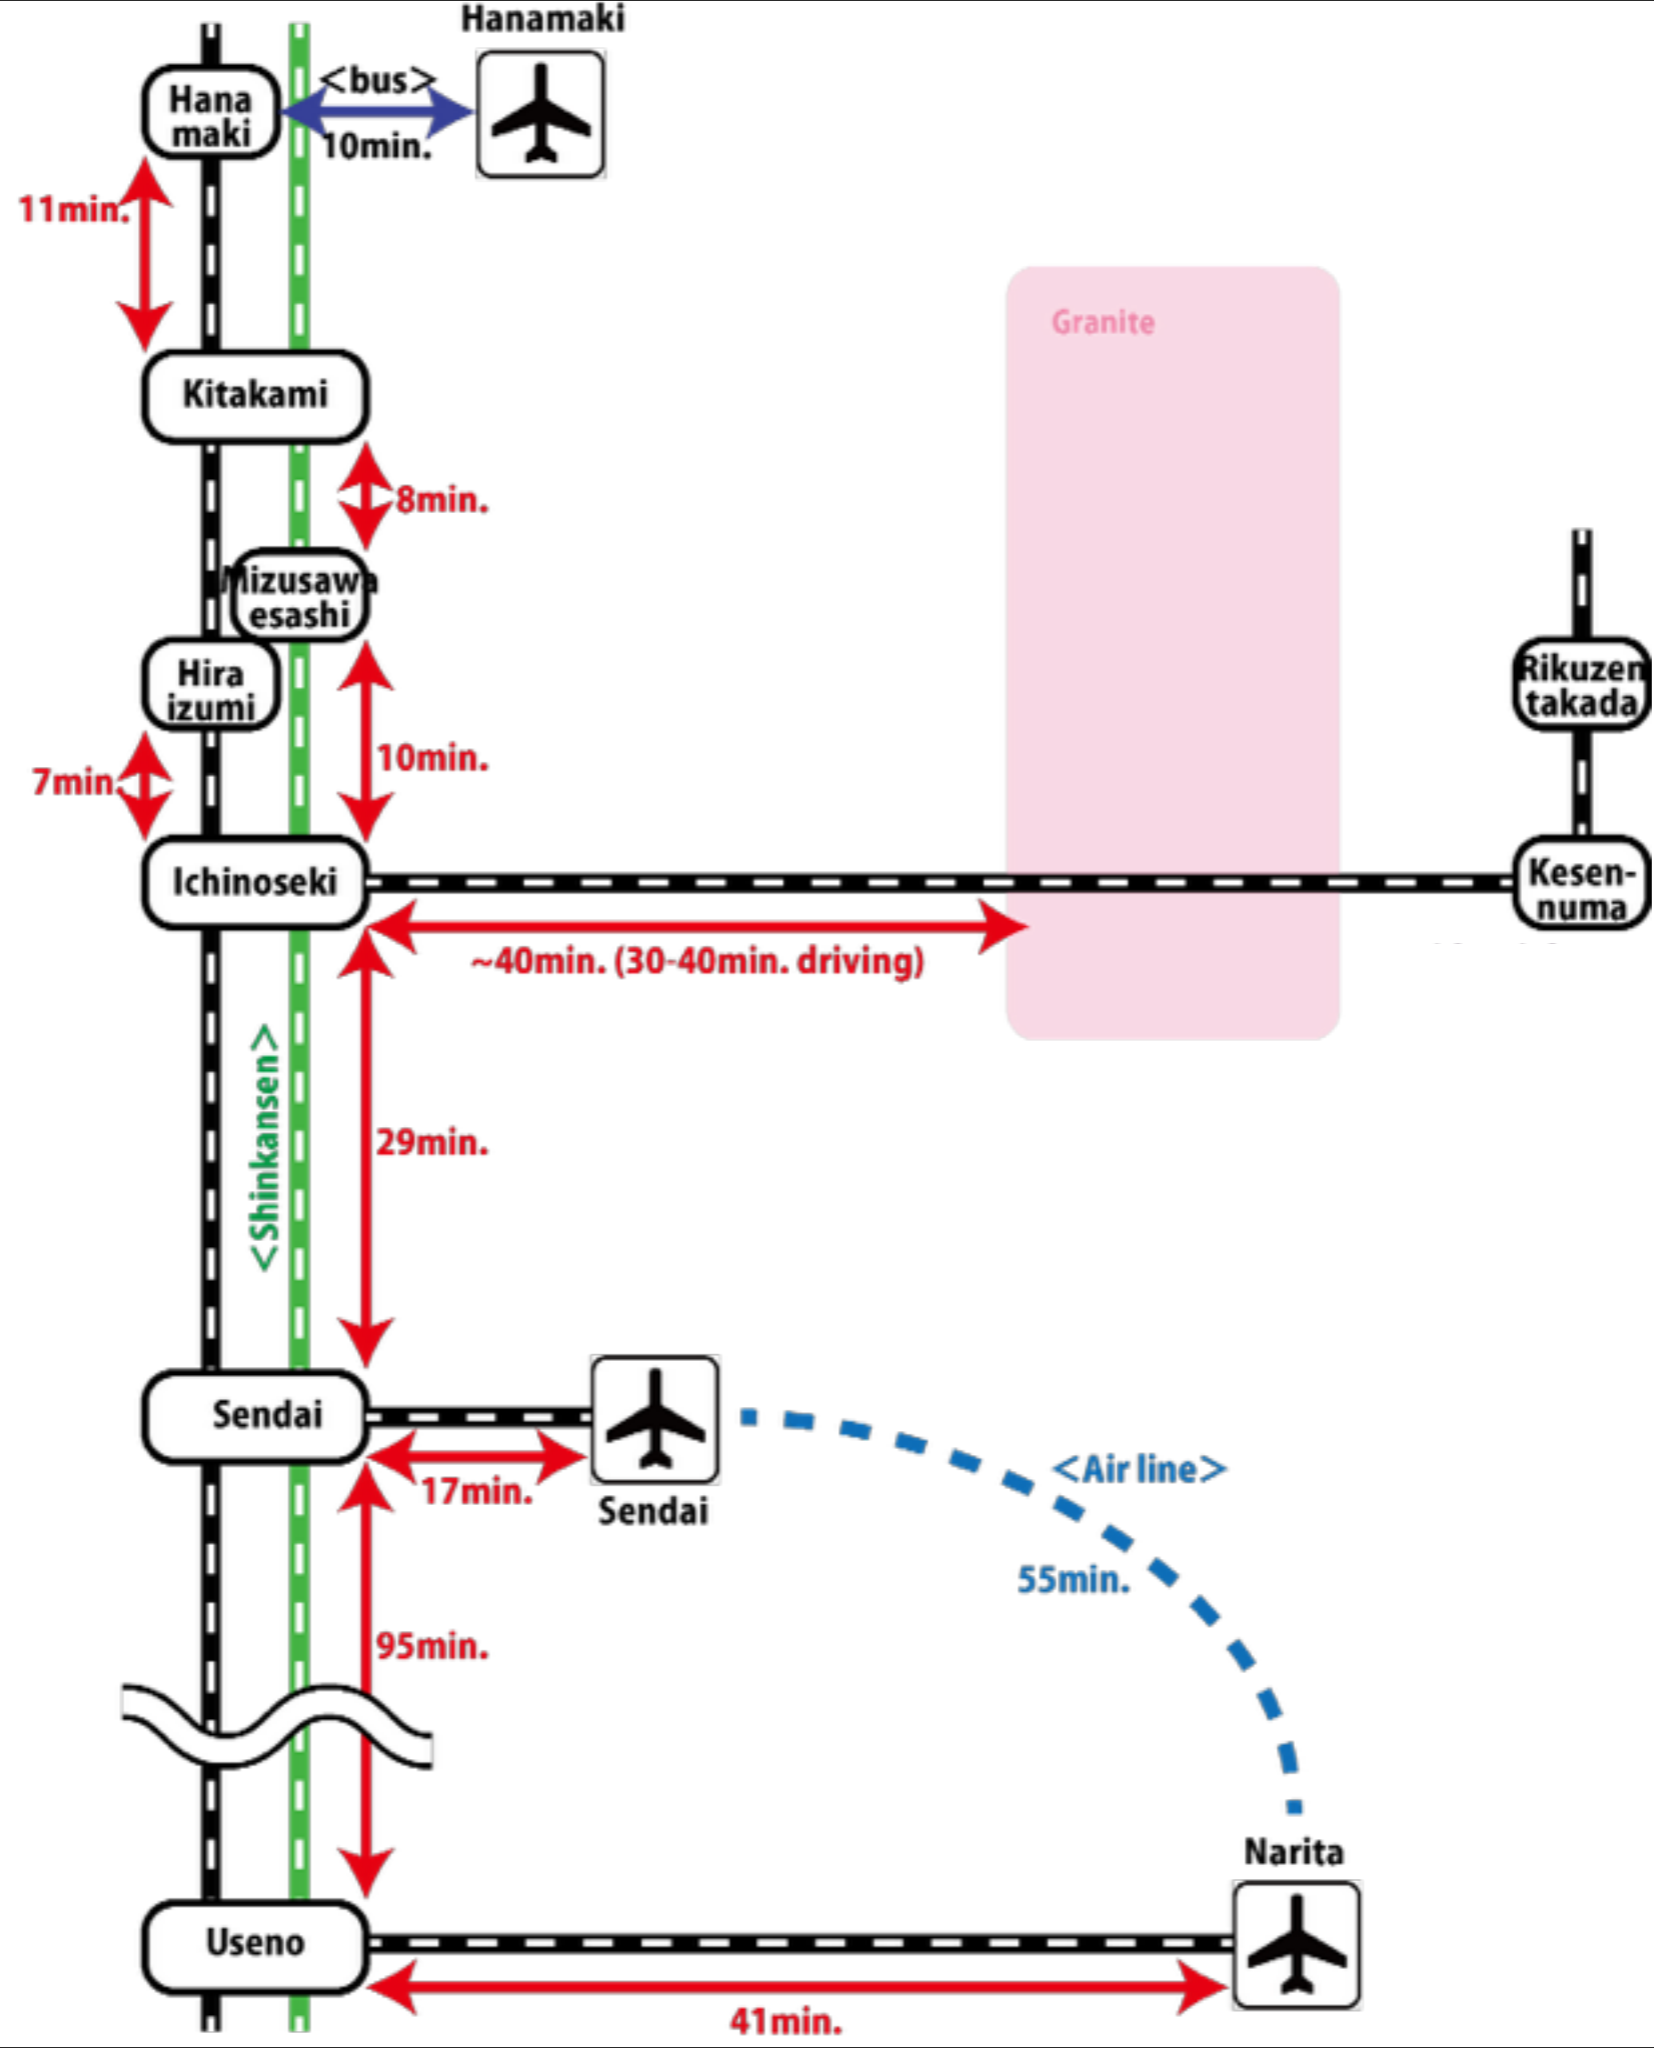 Hanamaki
<bus>
Hana
maki
10min.
11min.
Granite
Kitakami
8min.
Mizusawa
esashi
Hira
izumi
Rikuzen
takada
10min.
7min.
Ichinoseki
Kesen-
numa
~40min. (30-40min. driving)
<Shinkansen>
29min.
Sendai
17min.
Sendai
<Air line>
55min.
95min.
Narita
Useno
41min.